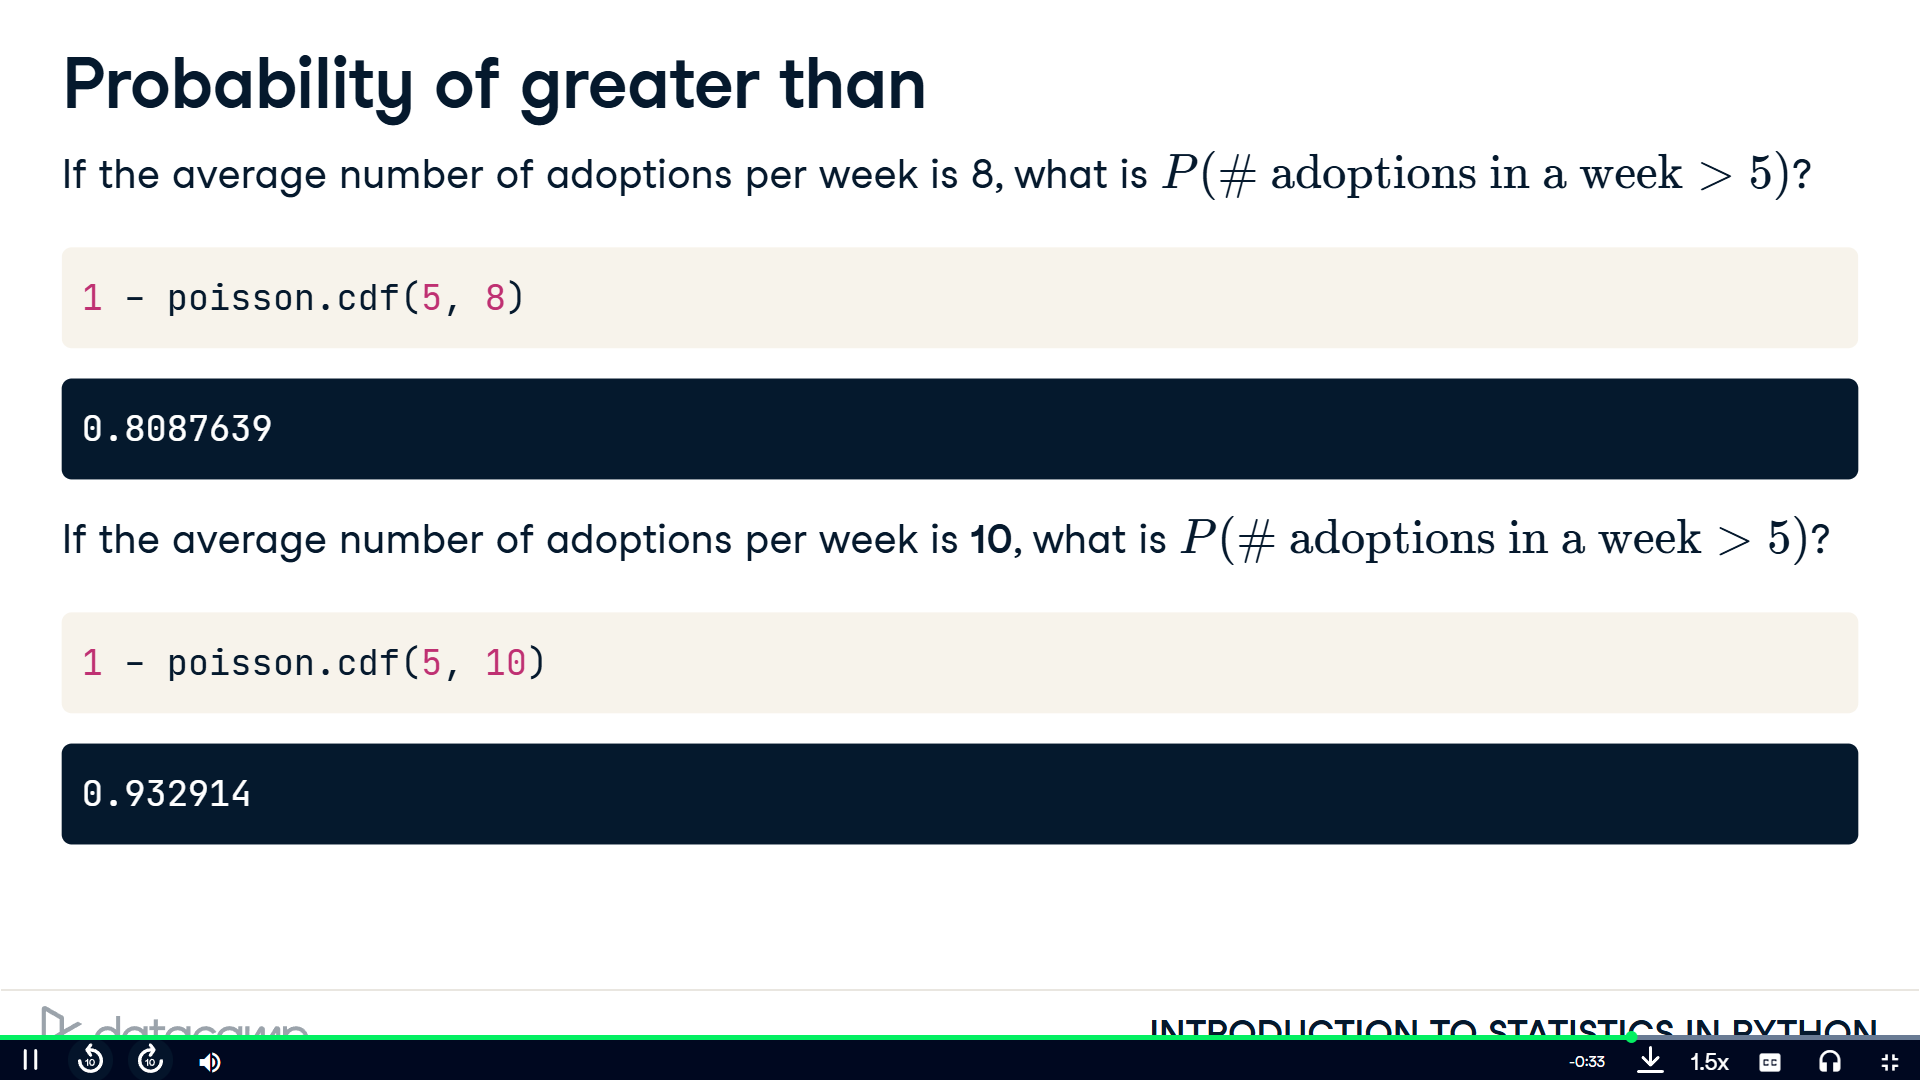 Probability of greater than
If the average number of adoptions per week is 8, what is P(# adoptions in a week > 5)?
1 - poisson.cdf(5, 8)
0.8087639
If the average number of adoptions per week is 10, what is P(# adoptions in a week > 5)?
1 - poisson.cdf(5, 10)
0.932914
datacamp
INTRODUCTION TO STATISTICS IN PYTHON
10
10
-0:33
1.5x
CC